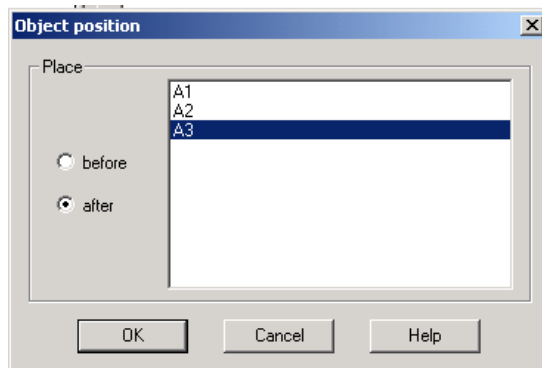 Object position
Place
A1
A2
A3
before
after
OK
Cancel
Help